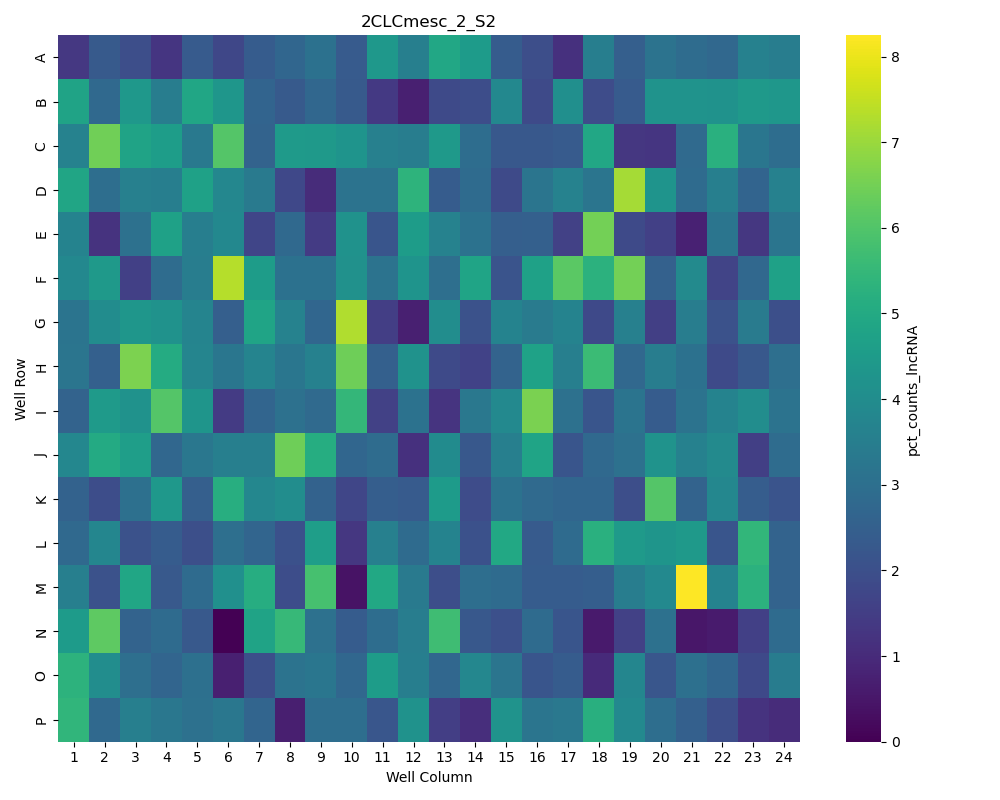 2CLCmesc_2_S2
A
B
C
D
E
F
G
H
I
J
K
L
M
N
O
P
Well Row
1 2 3 4 5 6 7 8 9 10 11 12 13 14 15 16 17 18 19 20 21 22 23 24
Well Column
8
7
6
5
4
3
2
1
0
pct_counts_lncRNA